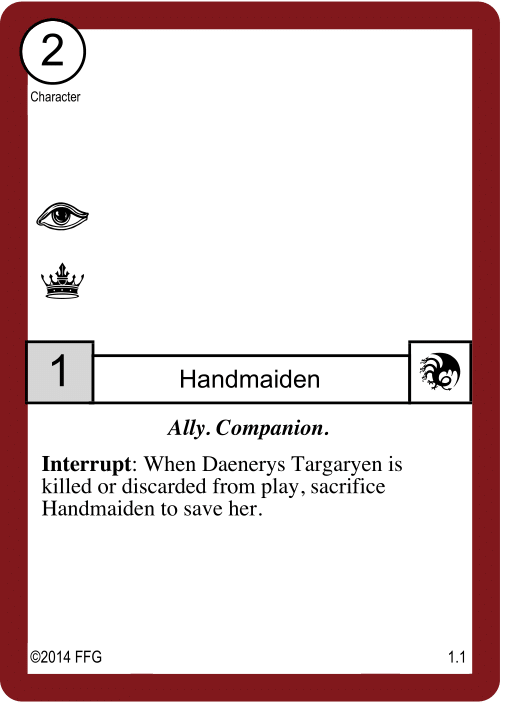 2
Character
1
Handmaiden
Ally. Companion.
Interrupt: When Daenerys Targaryen is
killed or discarded from play, sacrifice
Handmaiden to save her.
©2014 FFG
1.1